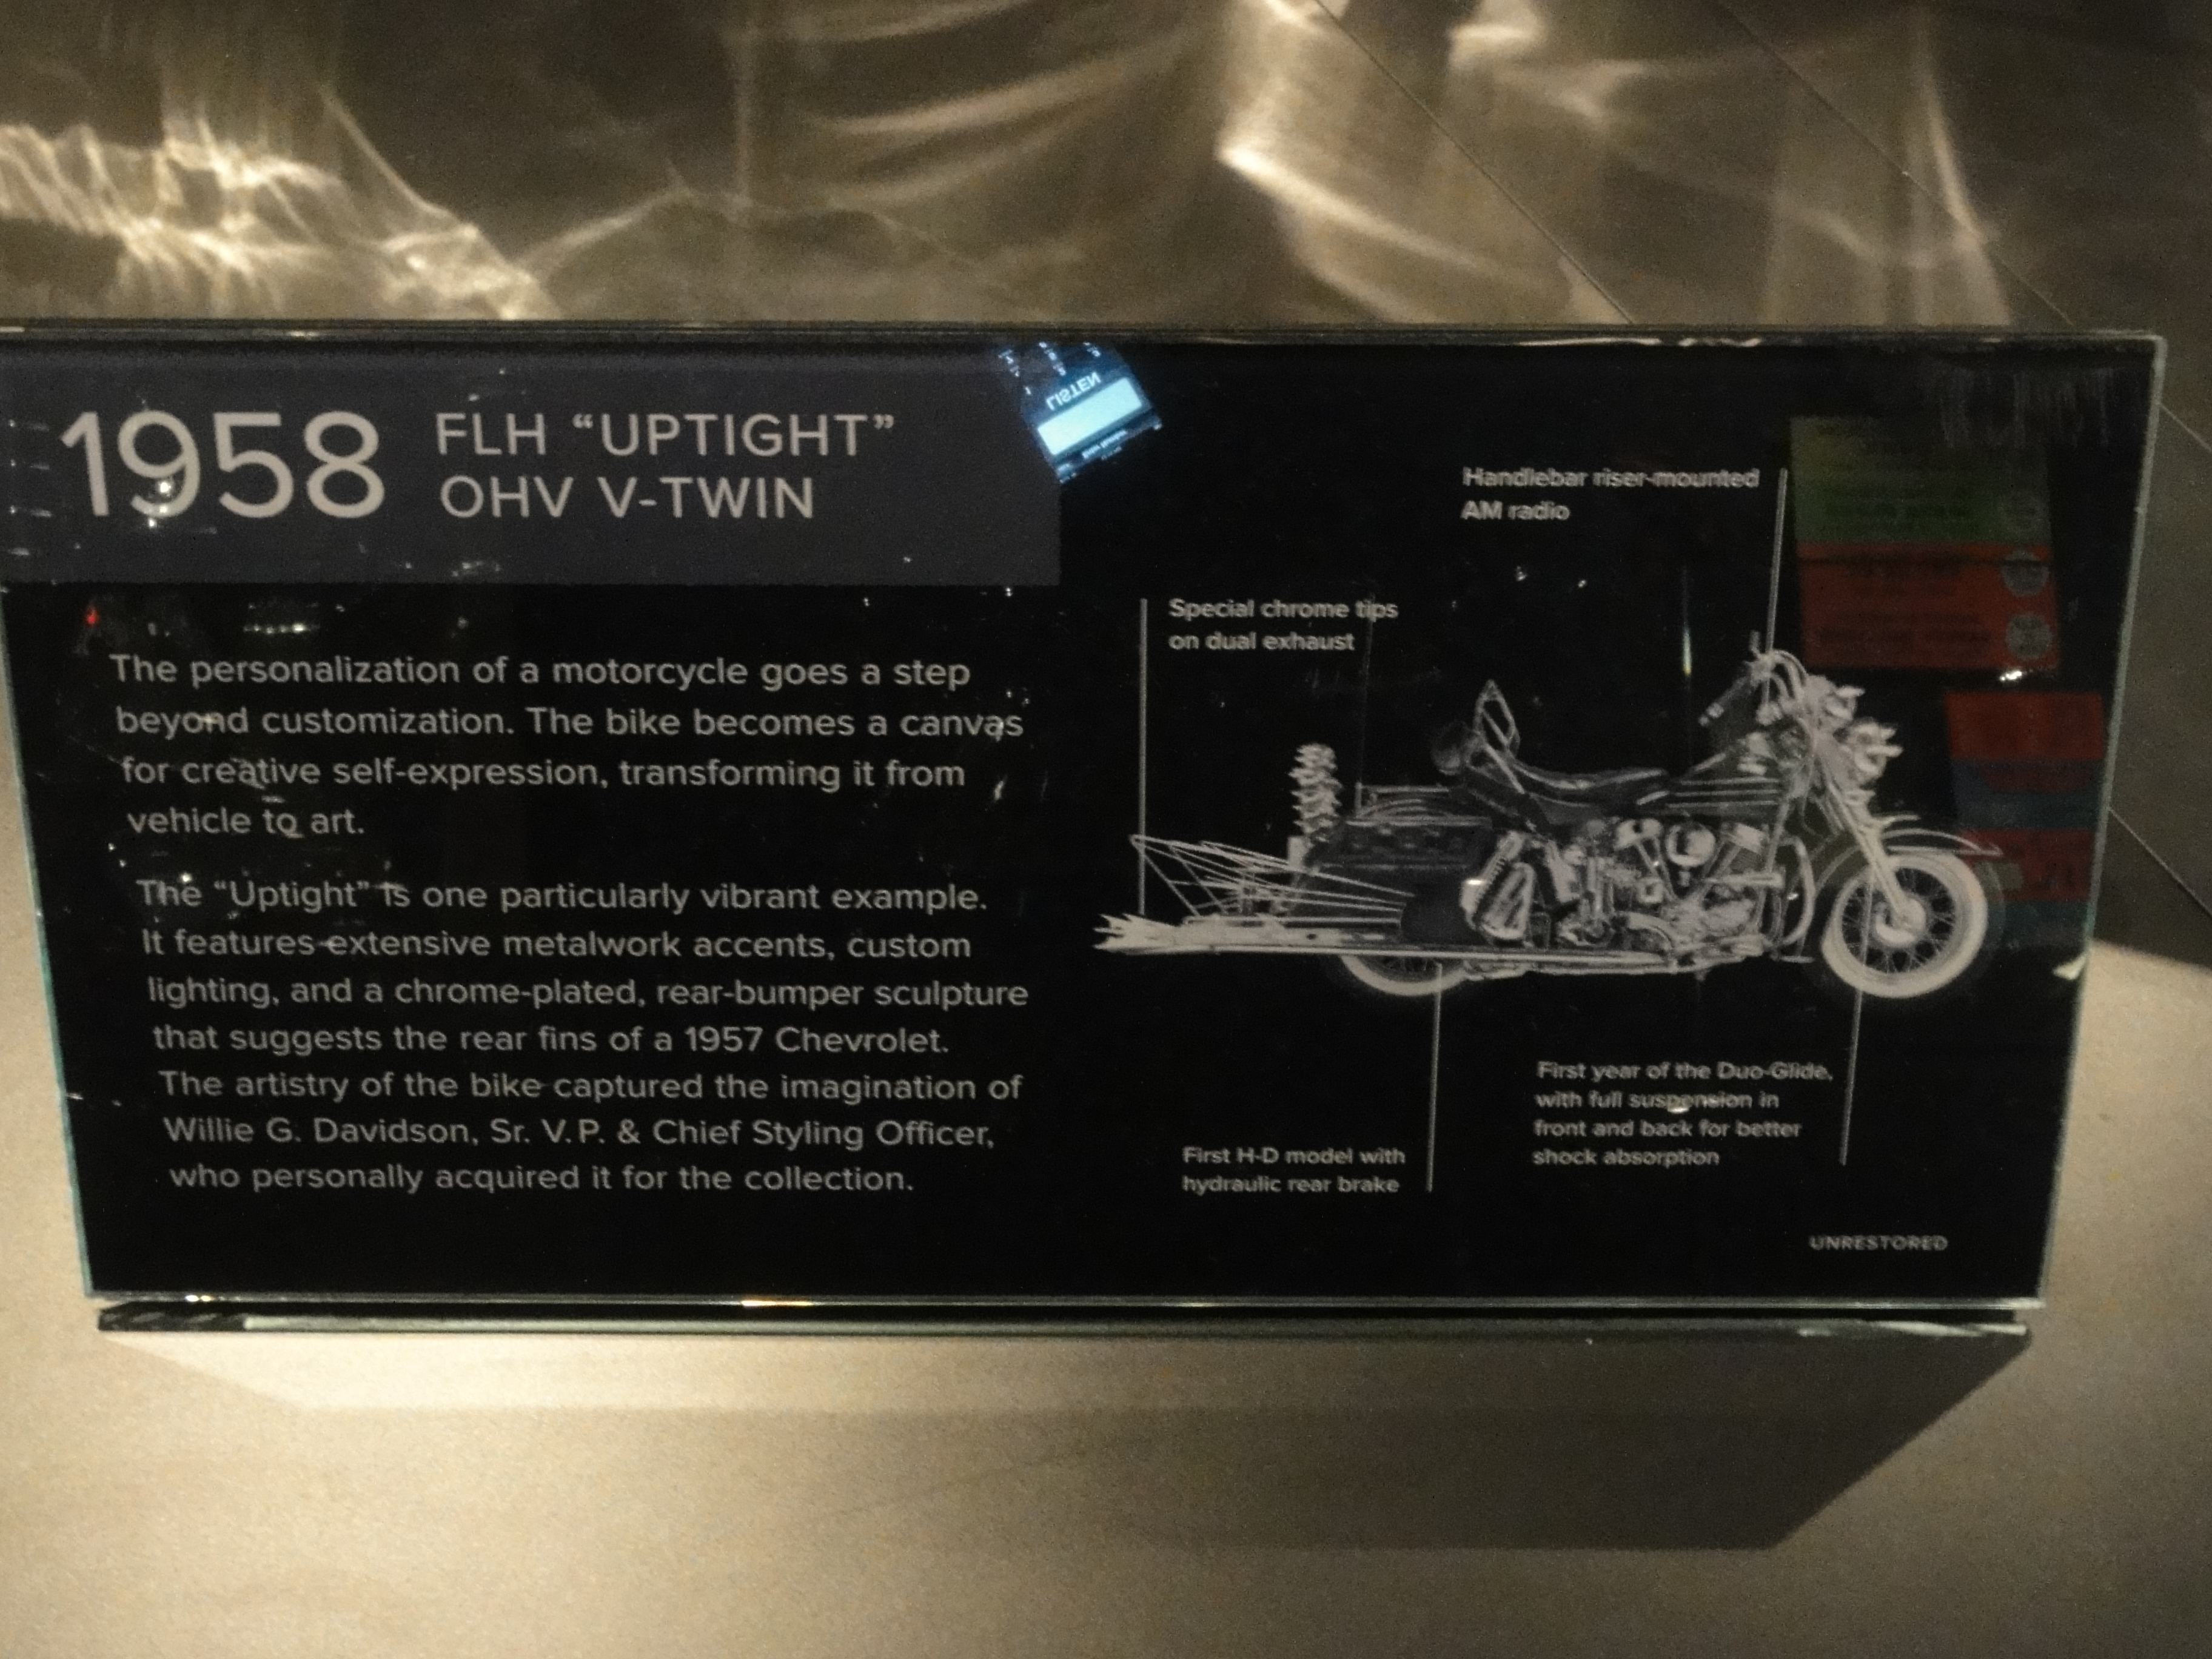 1958
FLH “UPTIGHT”
OHV V-TWIN
The personalization of a motorcycle goes a step
beyond customization. The bike becomes a canvas
for creative self-expression, transforming it from
vehicle to art.
The “Uptight” is one particularly vibrant example.
It features extensive metalwork accents, custom
lighting, and a chrome-plated, rear-bumper sculpture
that suggests the rear fins of a 1957 Chevrolet.
The artistry of the bike captured the imagination of
Willie G. Davidson, Sr. V.P. & Chief Styling Officer,
who personally acquired it for the collection.
LISTEN
Handlebar riser-mounted
AM radio
Special chrome tips
on dual exhaust
First H-D model with
hydraulic rear brake
First year of the Duo-Glide,
with full suspension in
front and back for better
shock absorption
UNRESTORED